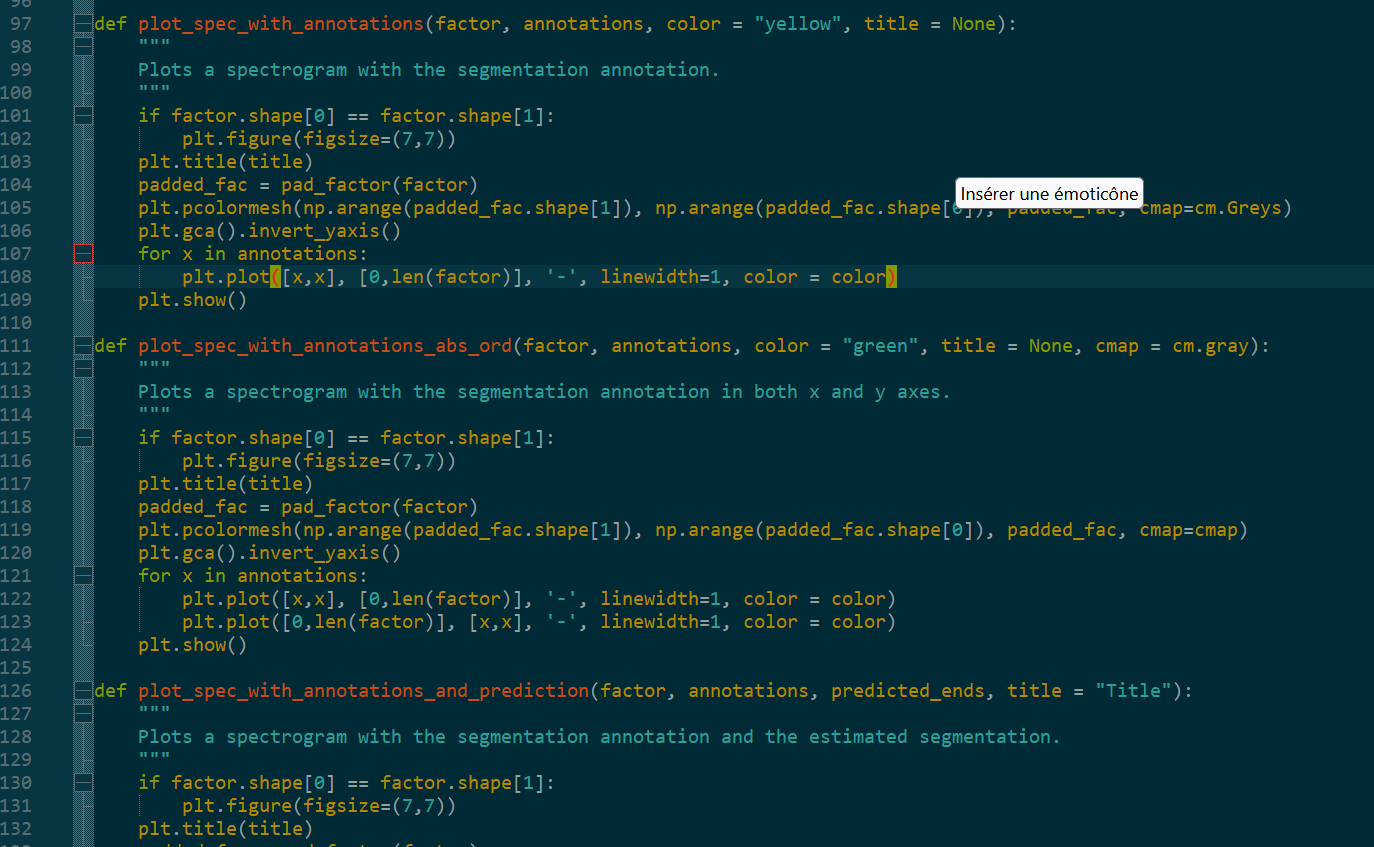 96
97 def plot_spec_with_annotations(factor, annotations, color = "yellow", title = None):
98     """
99     Plots a spectrogram with the segmentation annotation.
100     """
101     if factor.shape[0] == factor.shape[1]:
102         plt.figure(figsize=(7,7))
103     plt.title(title)
104     padded_fac = pad_factor(factor)
Insérer une émoticône
105     plt.pcolormesh(np.arange(padded_fac.shape[1]), np.arange(padded_fac.shape[0]), padded_fac, cmap=cm.Greys)
106     plt.gca().invert_yaxis()
107     for x in annotations:
108         plt.plot([x,x], [0,len(factor)], '-', linewidth=1, color = color)
109     plt.show()
110
111 def plot_spec_with_annotations_abs_ord(factor, annotations, color = "green", title = None, cmap = cm.gray):
112     """
113     Plots a spectrogram with the segmentation annotation in both x and y axes.
114     """
115     if factor.shape[0] == factor.shape[1]:
116         plt.figure(figsize=(7,7))
117     plt.title(title)
118     padded_fac = pad_factor(factor)
119     plt.pcolormesh(np.arange(padded_fac.shape[1]), np.arange(padded_fac.shape[0]), padded_fac, cmap=cmap)
120     plt.gca().invert_yaxis()
121     for x in annotations:
122         plt.plot([x,x], [0,len(factor)], '-', linewidth=1, color = color)
123         plt.plot([0,len(factor)], [x,x], '-', linewidth=1, color = color)
124     plt.show()
125
126 def plot_spec_with_annotations_and_prediction(factor, annotations, predicted_ends, title = "Title"):
127     """
128     Plots a spectrogram with the segmentation annotation and the estimated segmentation.
129     """
130     if factor.shape[0] == factor.shape[1]:
131         plt.figure(figsize=(7,7))
132     plt.title(title)